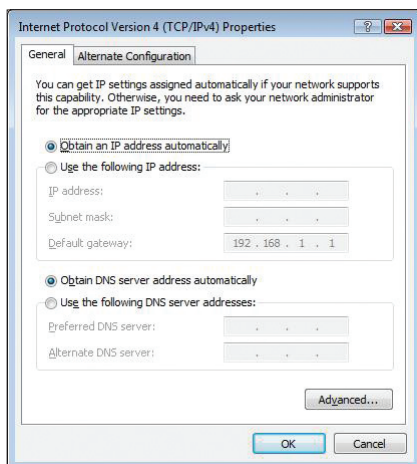 Internet Protocol Version 4 (TCP/IPv4) Properties
General
Alternate Configuration
You can get IP settings assigned automatically if your network supports
this capability. Otherwise, you need to ask your network administrator
for the appropriate IP settings.
Obtain an IP address automatically
Use the following IP address:
IP address: . . .
Subnet mask: . . .
Default gateway: 192 . 168 . 1 . 1
Obtain DNS server address automatically
Use the following DNS server addresses:
Preferred DNS server: . . .
Alternate DNS server: . . .
Advanced...
OK
Cancel